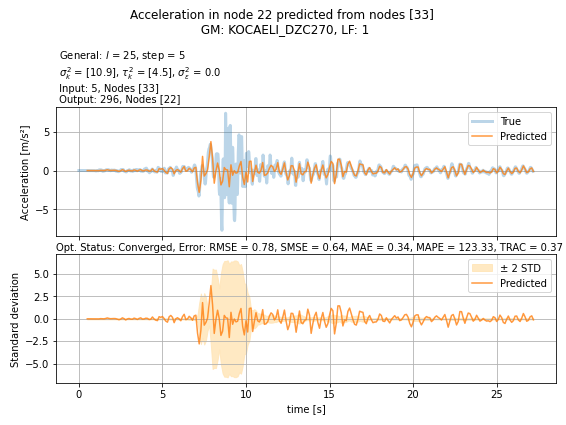 Acceleration in node 22 predicted from nodes [33]
GM: KOCAELI_DZC270, LF: 1
General: l = 25, step = 5
σ²ₖ = [10.9], τ²ₖ = [4.5], σ²ₑ = 0.0
Input: 5, Nodes [33]
Output: 296, Nodes [22]
True
Predicted
Acceleration [m/s²]
5
0
−5
Opt. Status: Converged, Error: RMSE = 0.78, SMSE = 0.64, MAE = 0.34, MAPE = 123.33, TRAC = 0.37
± 2 STD
Predicted
Standard deviation
5.0
2.5
0.0
−2.5
−5.0
0 5 10 15 20 25
time [s]